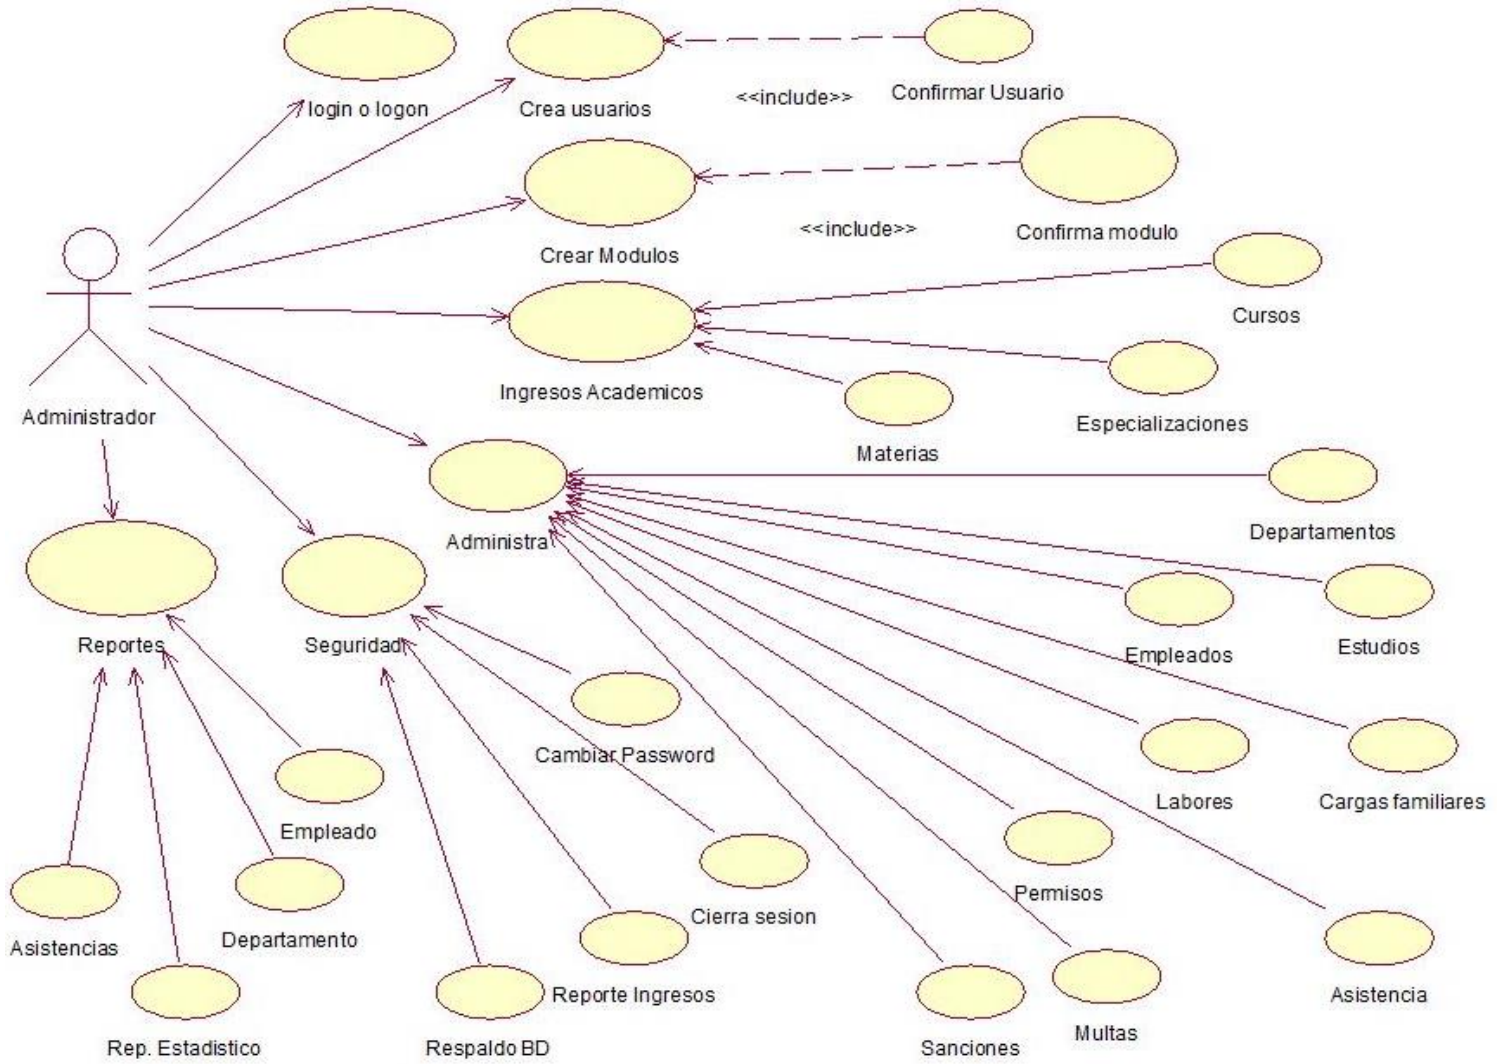 login o logon
Crea usuarios
<<include>>
Confirmar Usuario
<<include>>
Confirma modulo
Crear Modulos
Cursos
Ingresos Academicos
Administrador
Especializaciones
Materias
Departamentos
Administra
Reportes
Seguridad
Empleados
Estudios
Cambiar Password
Labores
Cargas familiares
Empleado
Permisos
Cierra sesion
Asistencias
Departamento
Reporte Ingresos
Asistencia
Rep. Estadistico
Respaldo BD
Sanciones
Multas